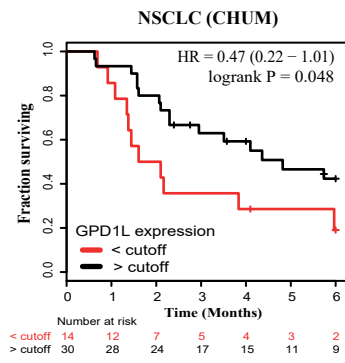 NSCLC (CHUM)
HR = 0.47 (0.22 − 1.01)
logrank P = 0.048
Fraction surviving
1.0
0.8
0.6
0.4
0.2
0.0
GPD1L expression
< cutoff
> cutoff
0 1 2 3 4 5 6
Time (Months)
Number at risk
< cutoff 14 12 7 5 4 3 2
> cutoff 30 28 24 17 15 11 9